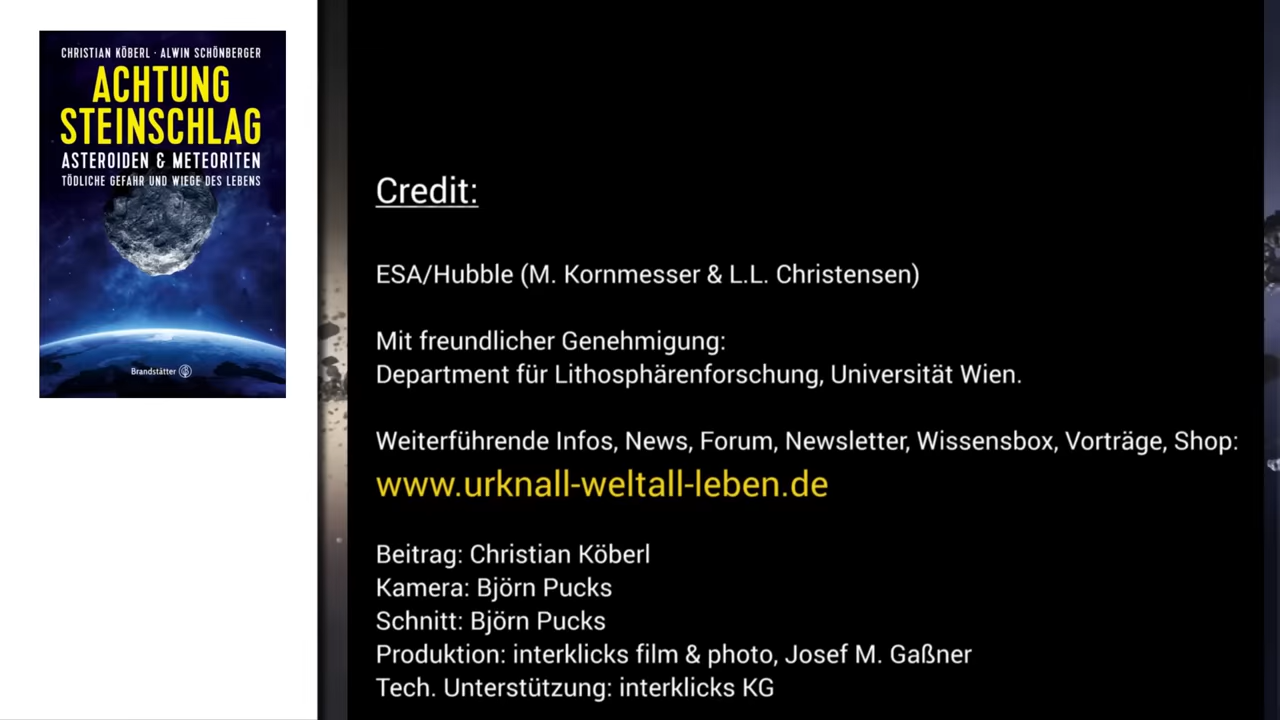 CHRISTIAN KÖBERL · ALWIN SCHÖNBERGER
ACHTUNG
STEINSCHLAG
ASTEROIDEN & METEORITEN
TÖDLICHE GEFAHR UND WIEGE DES LEBENS
Brandstätter
Credit:
ESA/Hubble (M. Kornmesser & L.L. Christensen)
Mit freundlicher Genehmigung:
Department für Lithosphärenforschung, Universität Wien.
Weiterführende Infos, News, Forum, Newsletter, Wissensbox, Vorträge, Shop:
www.urknall-weltall-leben.de
Beitrag: Christian Köberl
Kamera: Björn Pucks
Schnitt: Björn Pucks
Produktion: interklicks film & photo, Josef M. Gaßner
Tech. Unterstützung: interklicks KG